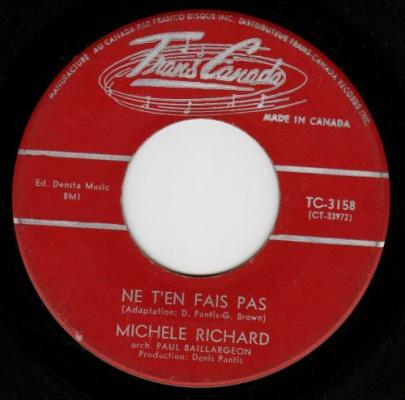 MANUFACTURE AU CANADA PAR FRANCO DISQUE INC. DISTRIBUTEUR TRANS-CANADA RECORDS INC.
Trans Canada
MADE IN CANADA
Ed. Densta Music
BMI
TC-3158
(CT-33972)
NE T'EN FAIS PAS
(Adaptation: D. Pantis-G. Brown)
MICHELE RICHARD
orch. PAUL BAILLARGEON
Production: Denis Pantis